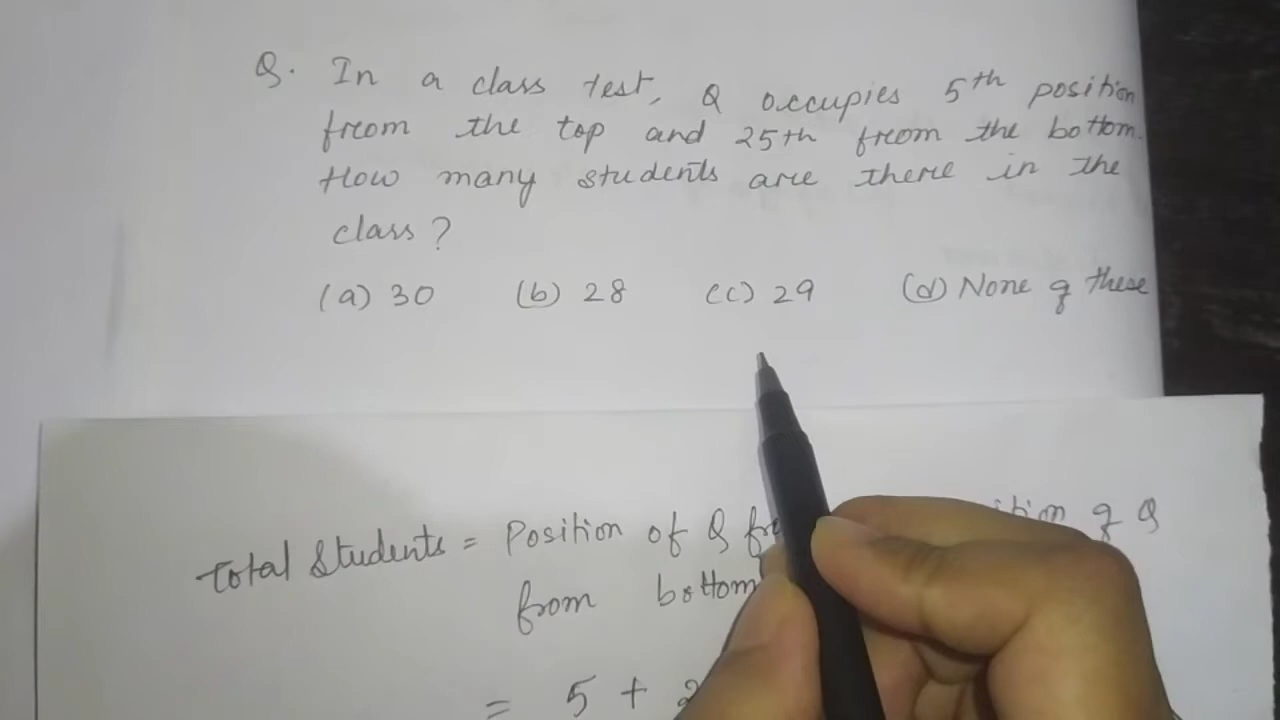 Q. In a class test, Q occupies 5th position
from the top and 25th from the bottom.
How many students are there in the
class?
(a) 30 (b) 28 (c) 29 (d) None of these
Total Students = Position of Q of Q
from bottom
= 5 +